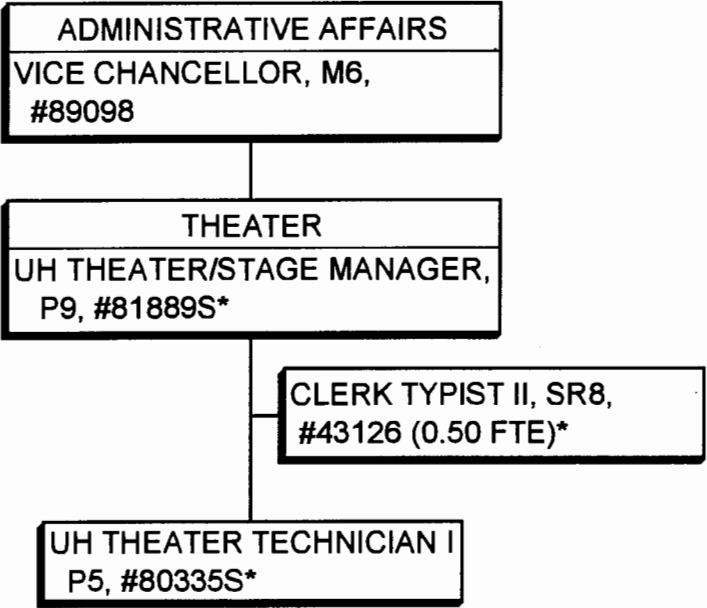 ADMINISTRATIVE AFFAIRS
VICE CHANCELLOR, M6,
#89098
THEATER
UH THEATER/STAGE MANAGER,
P9, #81889S*
CLERK TYPIST II, SR8,
#43126 (0.50 FTE)*
UH THEATER TECHNICIAN I
P5, #80335S*